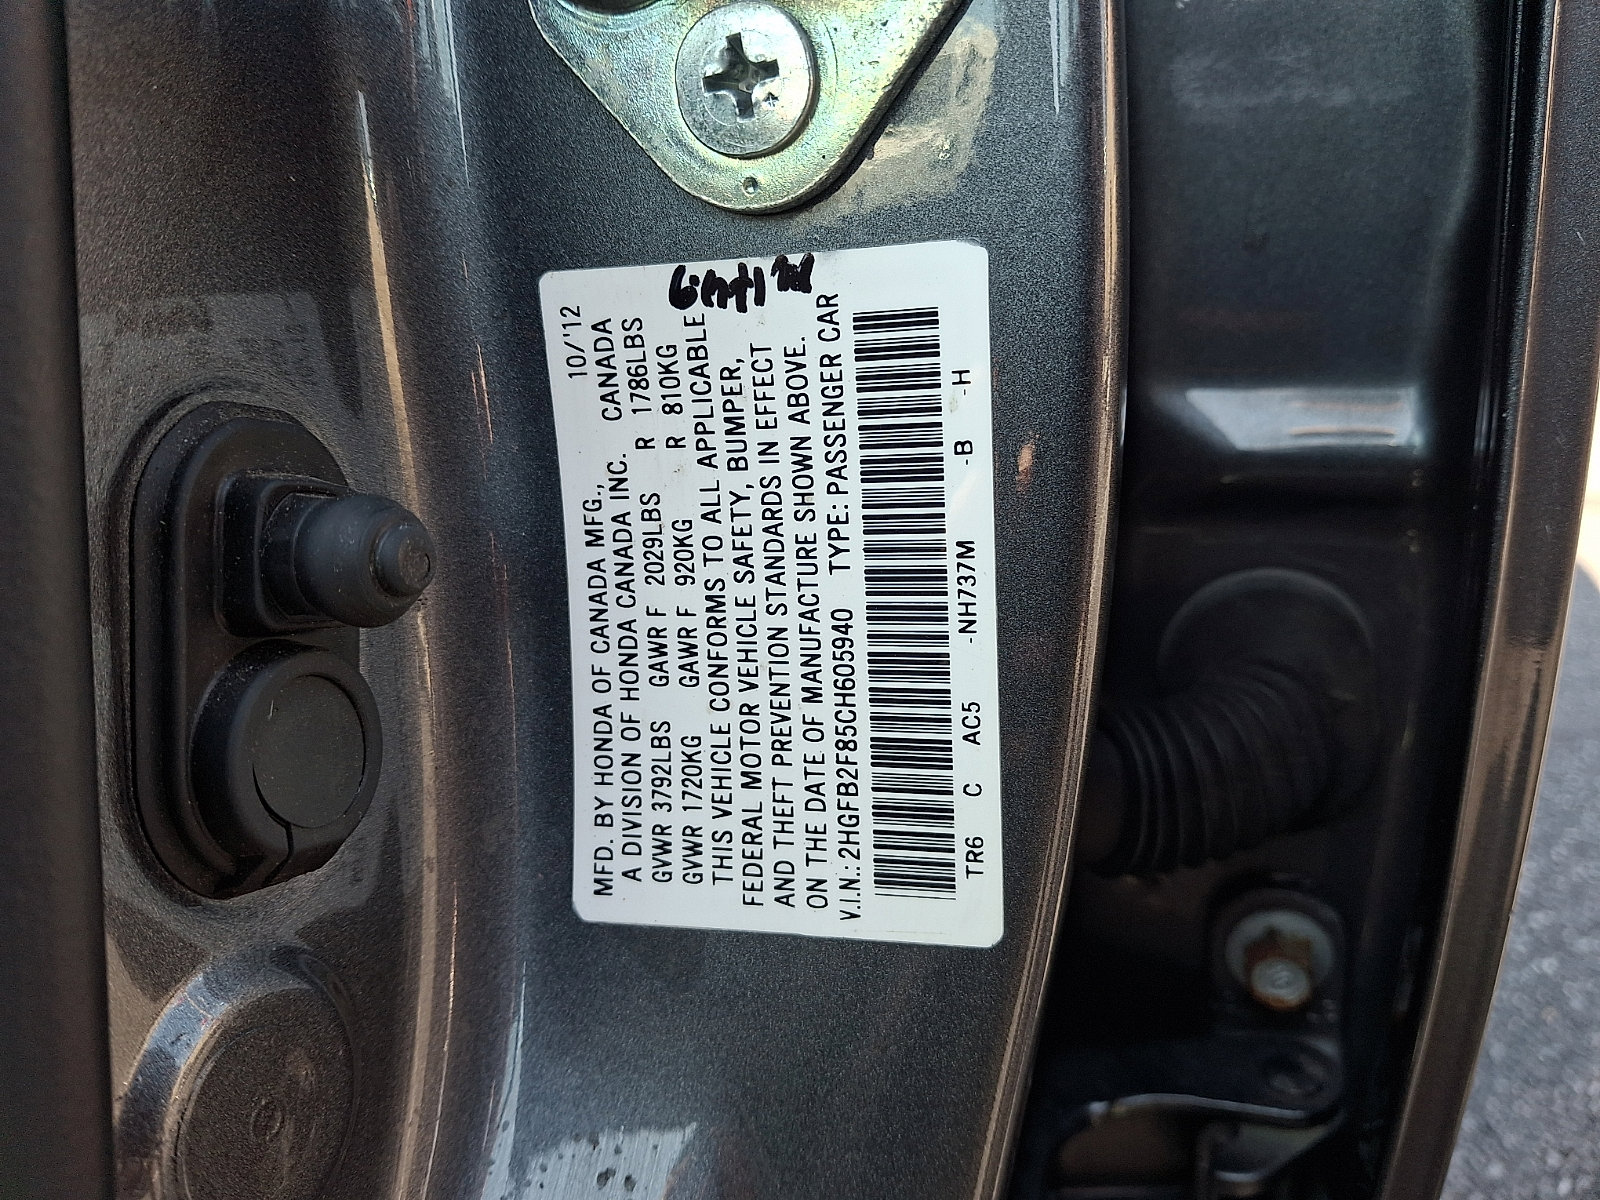 10/'12
MFD. BY HONDA OF CANADA MFG.,
A DIVISION OF HONDA CANADA INC. CANADA
GVWR 3792LBS GAWR F 2029LBS R 1786LBS
GVWR 1720KG GAWR F 920KG R 810KG
THIS VEHICLE CONFORMS TO ALL APPLICABLE
FEDERAL MOTOR VEHICLE SAFETY, BUMPER,
AND THEFT PREVENTION STANDARDS IN EFFECT
ON THE DATE OF MANUFACTURE SHOWN ABOVE.
V.I.N.: 2HGFB2F85CH605940 TYPE: PASSENGER CAR
TR6 C AC5 -NH737M -B -H